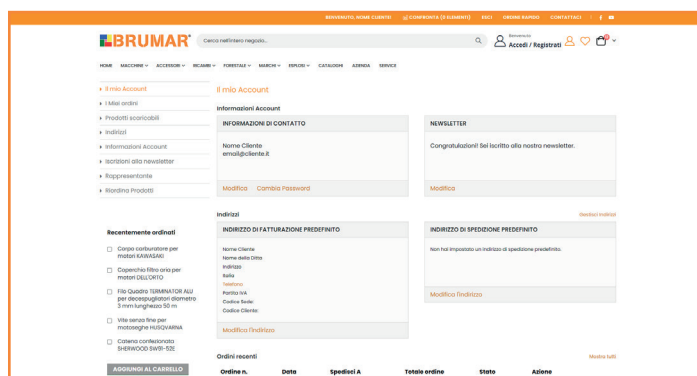 BENVENUTO, NOME CLIENTE! CONFRONTA (2 ELEMENTI) ESCI ORDINE RAPIDO CONTATTACI
BRUMAR
Cerca nell'intero negozio...
Benvenuto
Accedi / Registrati
HOME MACCHINE ACCESSORI RICAMBI FORESTALE MARCHI ESPLOSI CATALOGHI AZIENDA SERVICE
Il mio Account
I Miei ordini
Prodotti scaricabili
Indirizzi
Informazioni Account
Iscrizioni alla newsletter
Rappresentante
Riordina Prodotti
Il mio Account
Informazioni Account
INFORMAZIONI DI CONTATTO
Nome Cliente
email@cliente.it
Modifica Cambia Password
NEWSLETTER
Congratulazioni! Sei iscritto alla nostra newsletter.
Modifica
Indirizzi
Gestisci Indirizzi
INDIRIZZO DI FATTURAZIONE PREDEFINITO
Nome Cliente
Nome della Ditta
Indirizzo
Italia
Telefono
Partita IVA
Codice Sede:
Codice Cliente:
Modifica l'indirizzo
INDIRIZZO DI SPEDIZIONE PREDEFINITO
Non hai impostato un indirizzo di spedizione predefinito.
Modifica l'indirizzo
Recentemente ordinati
Corpo carburatore per
motori KAWASAKI
Coperchio filtro aria per
motori DELL'ORTO
Filo Quadro TERMINATOR ALU
per decespugliatori diametro
3 mm lunghezza 50 m
Vite senza fine per
motoseghe HUSQVARNA
Catena confezionata
SHERWOOD SW91-52E
AGGIUNGI AL CARRELLO
Ordini recenti
Mostra tutti
Ordine n. Data Spedisci A Totale ordine Stato Azione